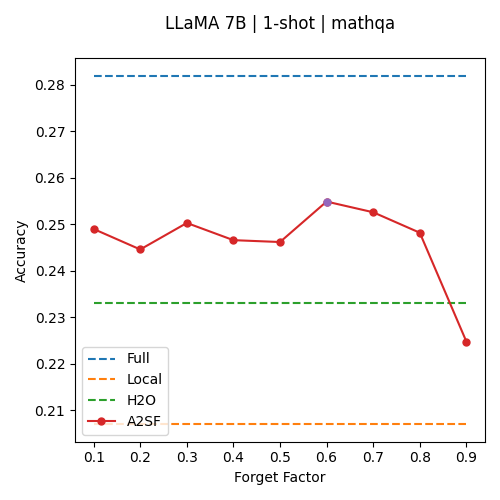 LLaMA 7B | 1-shot | mathqa
0.28
0.27
0.26
0.25
0.24
0.23
0.22
0.21
Accuracy
Full
Local
H2O
A2SF
0.1 0.2 0.3 0.4 0.5 0.6 0.7 0.8 0.9
Forget Factor